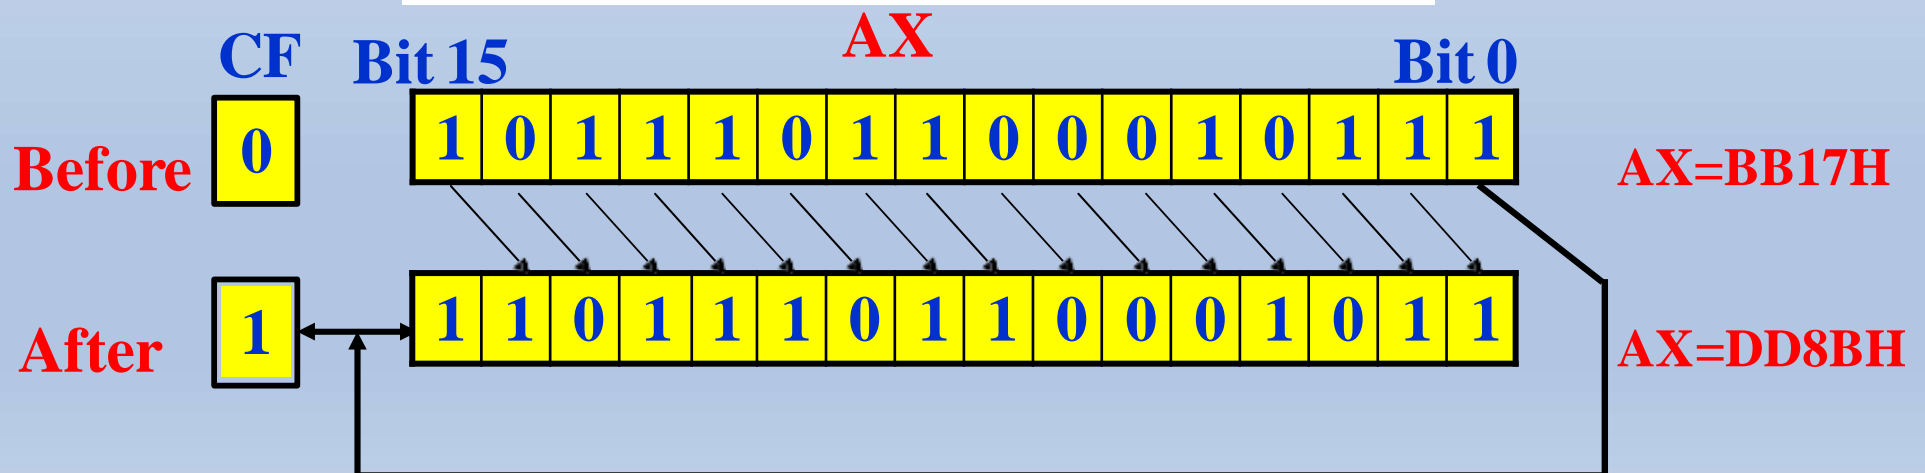 AX
CF Bit 15 Bit 0
Before 0 1 0 1 1 1 0 1 1 0 0 0 1 0 1 1 1 AX=BB17H
After 1 1 1 0 1 1 1 0 1 1 0 0 0 1 0 1 1 AX=DD8BH